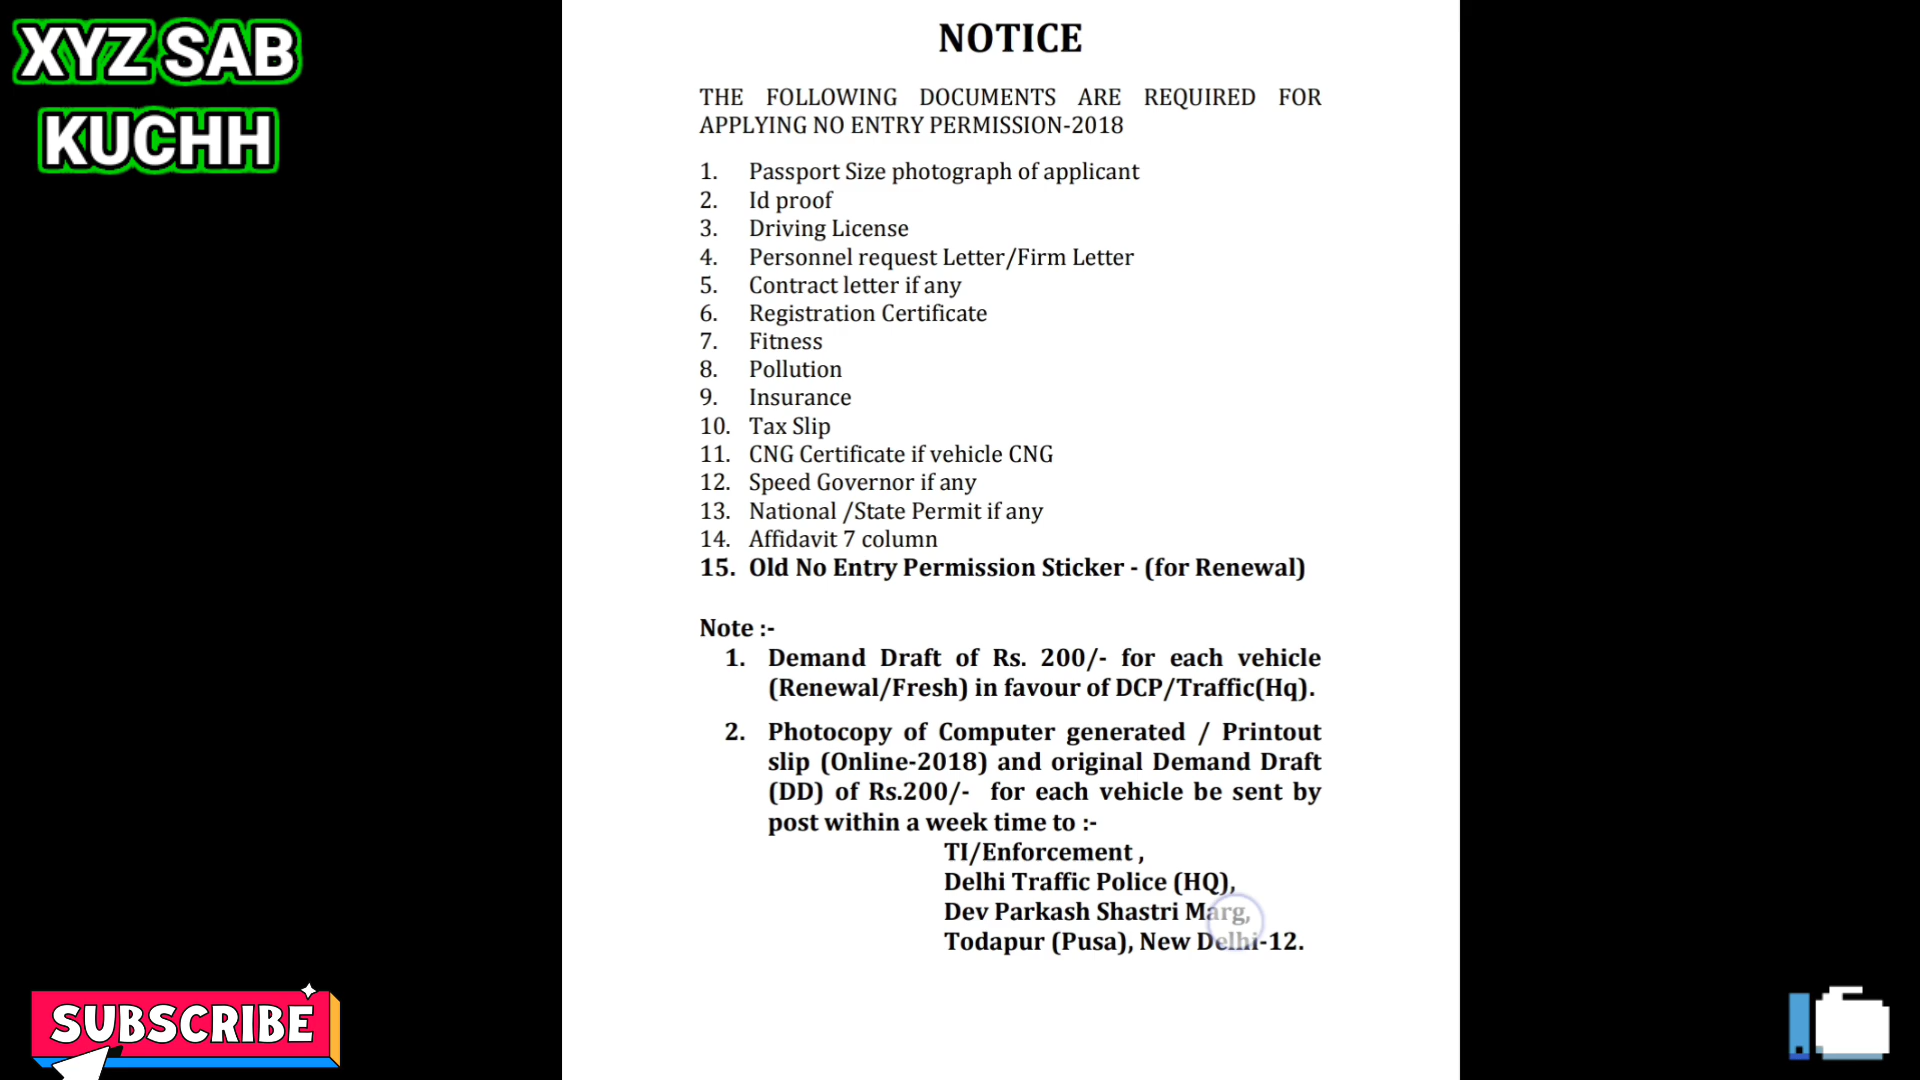 XYZ SAB
KUCHH
NOTICE
THE FOLLOWING DOCUMENTS ARE REQUIRED FOR
APPLYING NO ENTRY PERMISSION-2018
1. Passport Size photograph of applicant
2. Id proof
3. Driving License
4. Personnel request Letter/Firm Letter
5. Contract letter if any
6. Registration Certificate
7. Fitness
8. Pollution
9. Insurance
10. Tax Slip
11. CNG Certificate if vehicle CNG
12. Speed Governor if any
13. National /State Permit if any
14. Affidavit 7 column
15. Old No Entry Permission Sticker - (for Renewal)
Note :-
1. Demand Draft of Rs. 200/- for each vehicle
(Renewal/Fresh) in favour of DCP/Traffic(Hq).
2. Photocopy of Computer generated / Printout
slip (Online-2018) and original Demand Draft
(DD) of Rs.200/- for each vehicle be sent by
post within a week time to :-
TI/Enforcement ,
Delhi Traffic Police (HQ),
Dev Parkash Shastri Marg,
Todapur (Pusa), New Delhi-12.
SUBSCRIBE